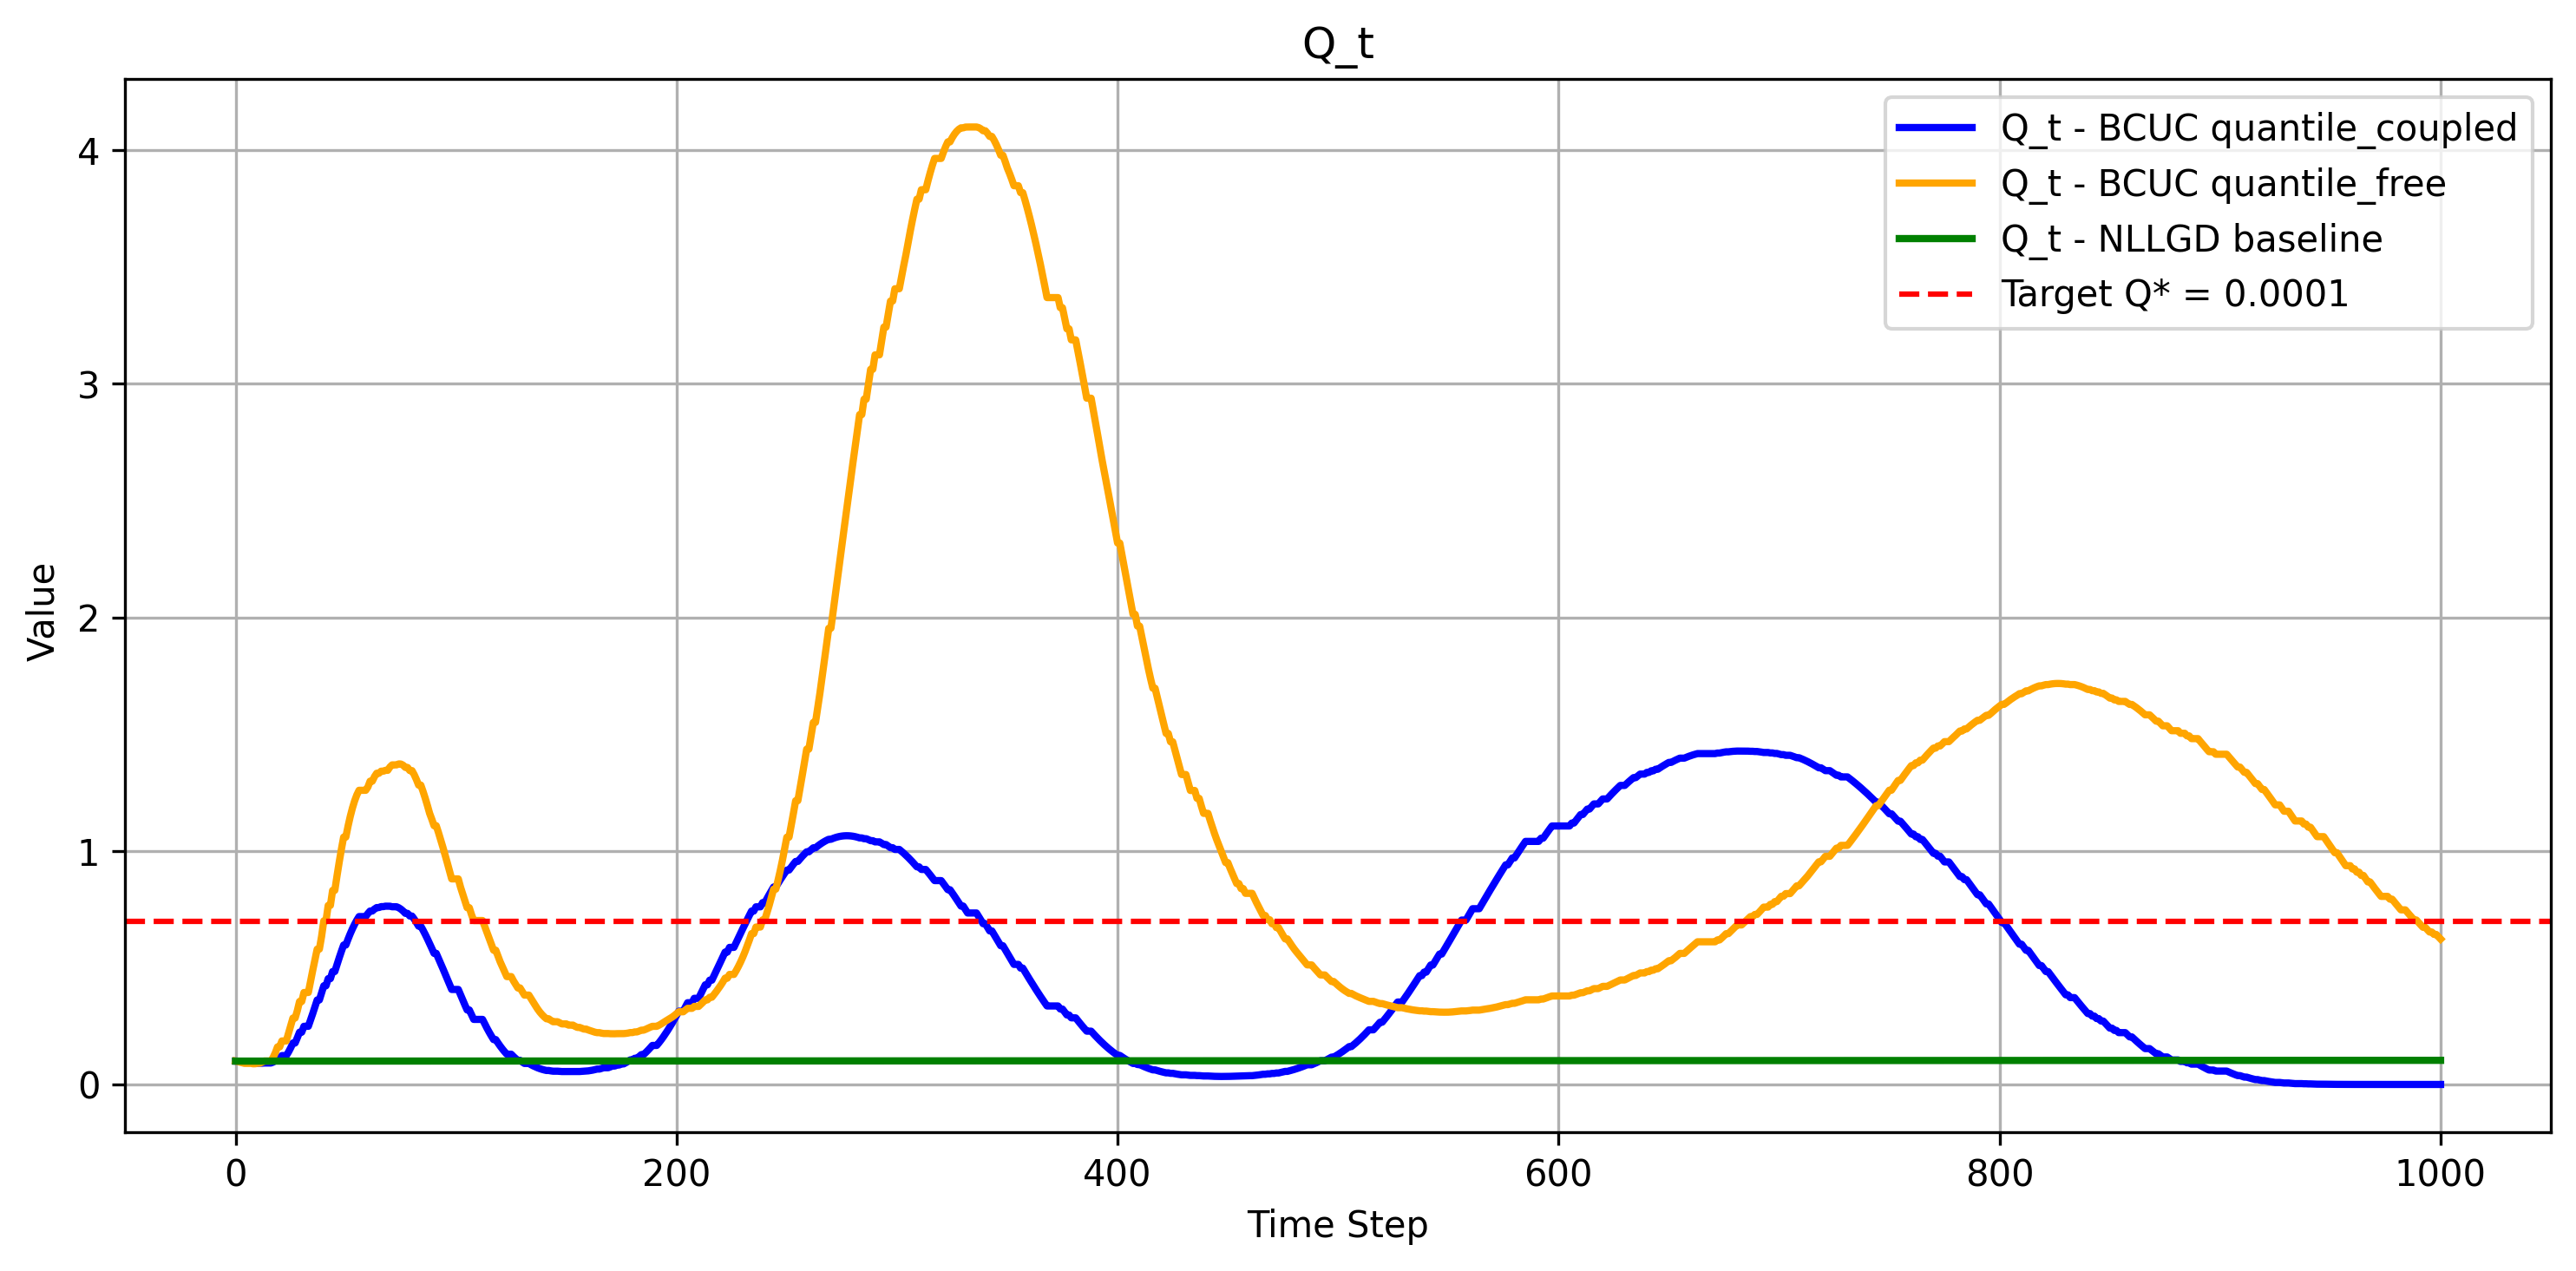 Q_t
Q_t - BCUC quantile_coupled
Q_t - BCUC quantile_free
Q_t - NLLGD baseline
Target Q* = 0.0001
Value
4
3
2
1
0
0 200 400 600 800 1000
Time Step